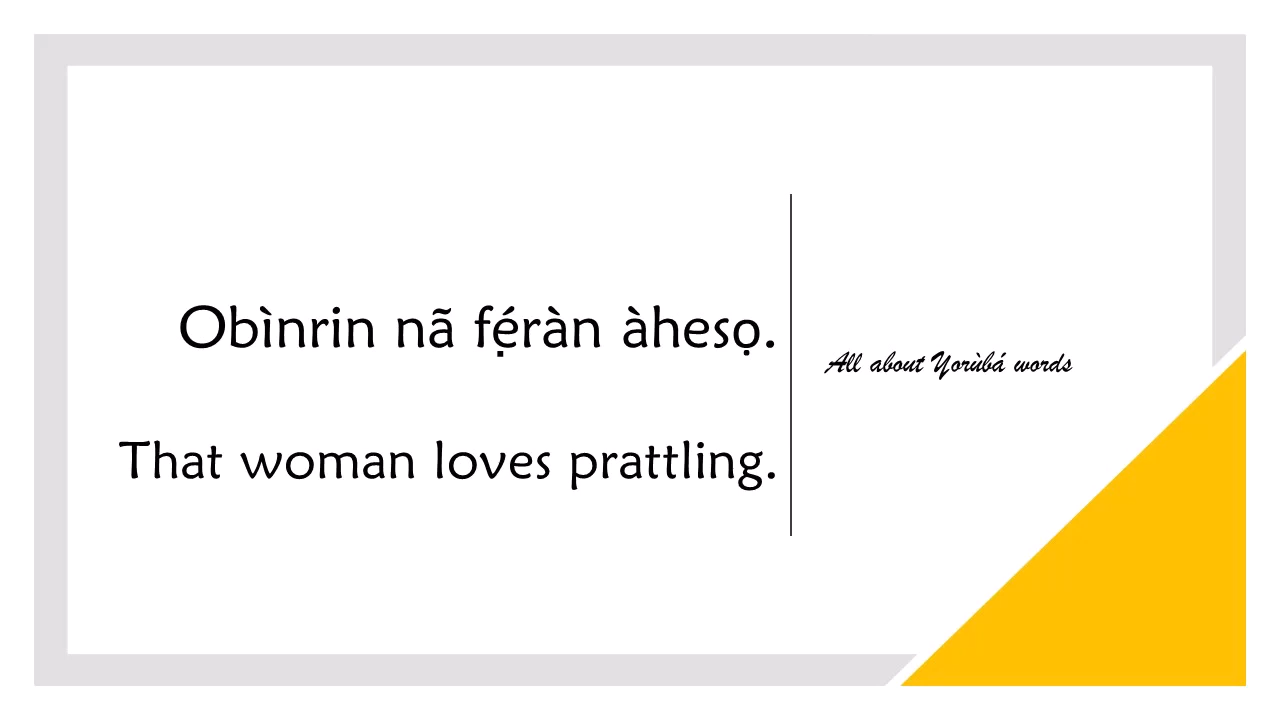 Obìnrin nã fẹ́ràn àhesọ.
That woman loves prattling.
All about Yorùbá words